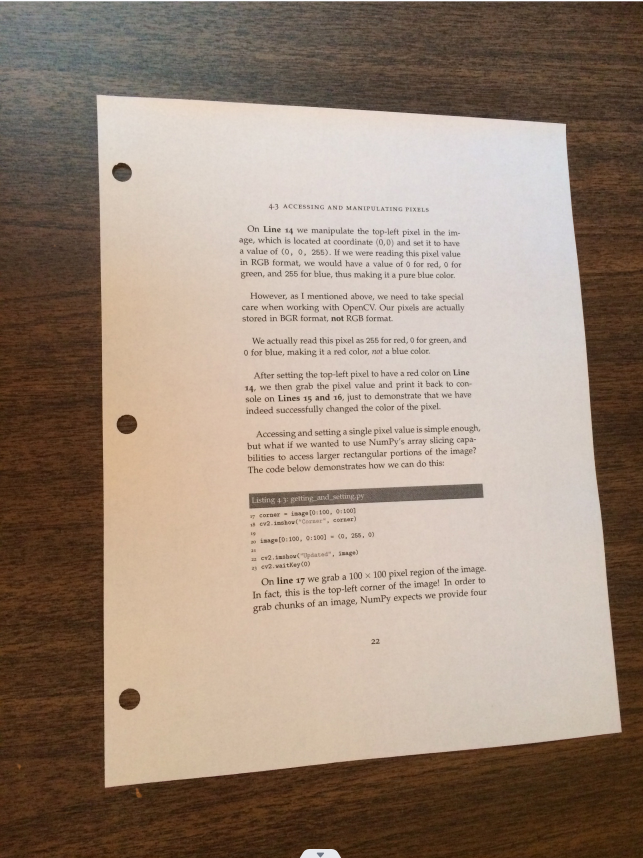 4.3 ACCESSING AND MANIPULATING PIXELS
On Line 14 we manipulate the top-left pixel in the im-
age, which is located at coordinate (0,0) and set it to have
a value of (0, 0, 255). If we were reading this pixel value
in RGB format, we would have a value of 0 for red, 0 for
green, and 255 for blue, thus making it a pure blue color.
However, as I mentioned above, we need to take special
care when working with OpenCV. Our pixels are actually
stored in BGR format, not RGB format.
We actually read this pixel as 255 for red, 0 for green, and
0 for blue, making it a red color, not a blue color.
After setting the top-left pixel to have a red color on Line
14, we then grab the pixel value and print it back to con-
sole on Lines 15 and 16, just to demonstrate that we have
indeed successfully changed the color of the pixel.
Accessing and setting a single pixel value is simple enough,
but what if we wanted to use NumPy's array slicing capa-
bilities to access larger rectangular portions of the image?
The code below demonstrates how we can do this:
Listing 4.3: getting_and_setting.py
17 corner = image[0:100, 0:100]
18 cv2.imshow("Corner", corner)
19
20 image[0:100, 0:100] = (0, 255, 0)
21
22 cv2.imshow("Updated", image)
23 cv2.waitKey(0)
On line 17 we grab a 100 × 100 pixel region of the image.
In fact, this is the top-left corner of the image! In order to
grab chunks of an image, NumPy expects we provide four
22